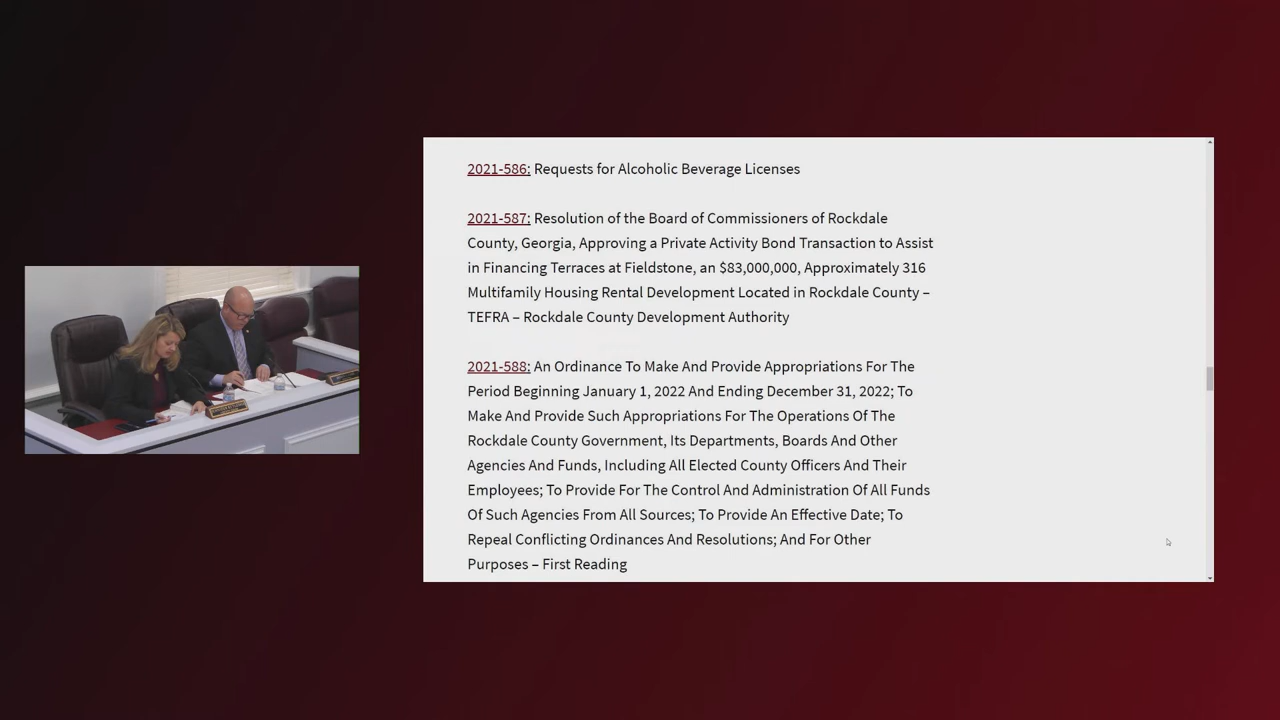 2021-586: Requests for Alcoholic Beverage Licenses
2021-587: Resolution of the Board of Commissioners of Rockdale
County, Georgia, Approving a Private Activity Bond Transaction to Assist
in Financing Terraces at Fieldstone, an $83,000,000, Approximately 316
Multifamily Housing Rental Development Located in Rockdale County –
TEFRA – Rockdale County Development Authority
2021-588: An Ordinance To Make And Provide Appropriations For The
Period Beginning January 1, 2022 And Ending December 31, 2022; To
Make And Provide Such Appropriations For The Operations Of The
Rockdale County Government, Its Departments, Boards And Other
Agencies And Funds, Including All Elected County Officers And Their
Employees; To Provide For The Control And Administration Of All Funds
Of Such Agencies From All Sources; To Provide An Effective Date; To
Repeal Conflicting Ordinances And Resolutions; And For Other
Purposes – First Reading